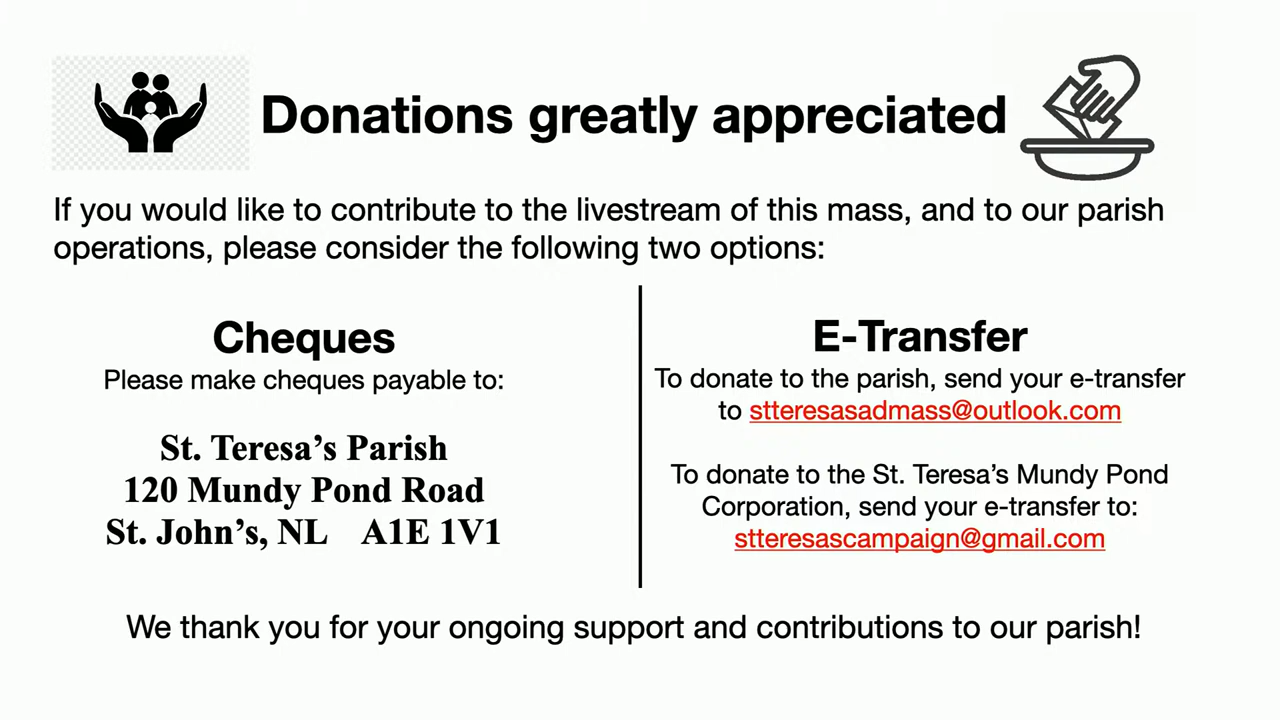 Donations greatly appreciated
If you would like to contribute to the livestream of this mass, and to our parish
operations, please consider the following two options:
Cheques
Please make cheques payable to:
St. Teresa’s Parish
120 Mundy Pond Road
St. John’s, NL A1E 1V1
E-Transfer
To donate to the parish, send your e-transfer
to stteresasadmass@outlook.com
To donate to the St. Teresa’s Mundy Pond
Corporation, send your e-transfer to:
stteresascampaign@gmail.com
We thank you for your ongoing support and contributions to our parish!